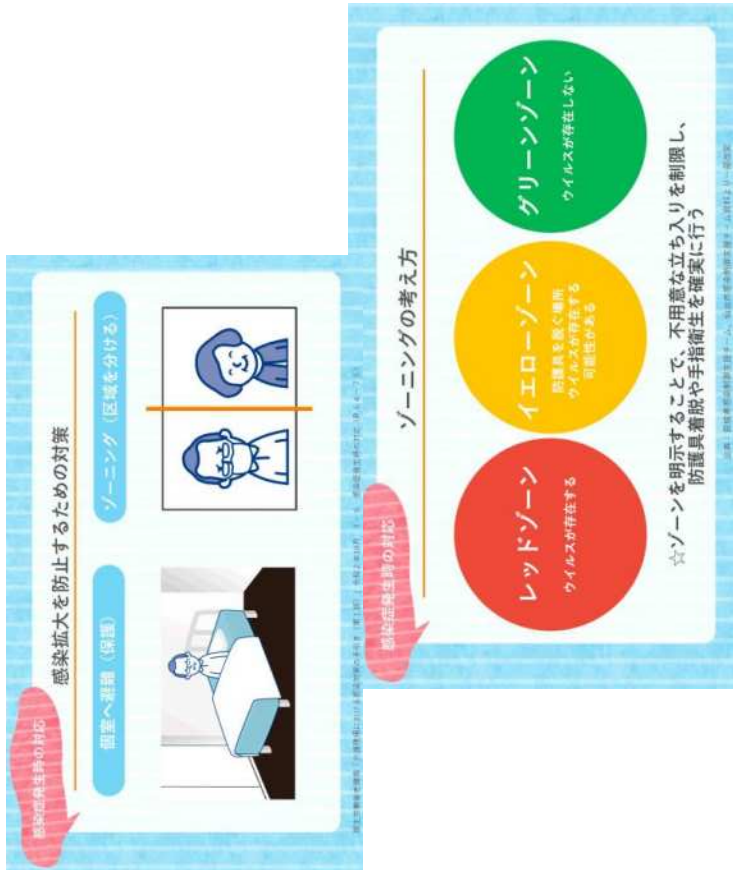 感染症発生時の対応
感染拡大を防止するための対策
個室へ避難（保護）
ゾーニング（区域を分ける）
感染症発生時の対応
ゾーニングの考え方
レッドゾーン
ウイルスが存在する
イエローゾーン
防護具を脱ぐ場所
ウイルスが存在する
可能性がある
グリーンゾーン
ウイルスが存在しない
☆ゾーンを明示することで、不用意な立ち入りを制限し、
防護具着脱や手指衛生を確実に行う